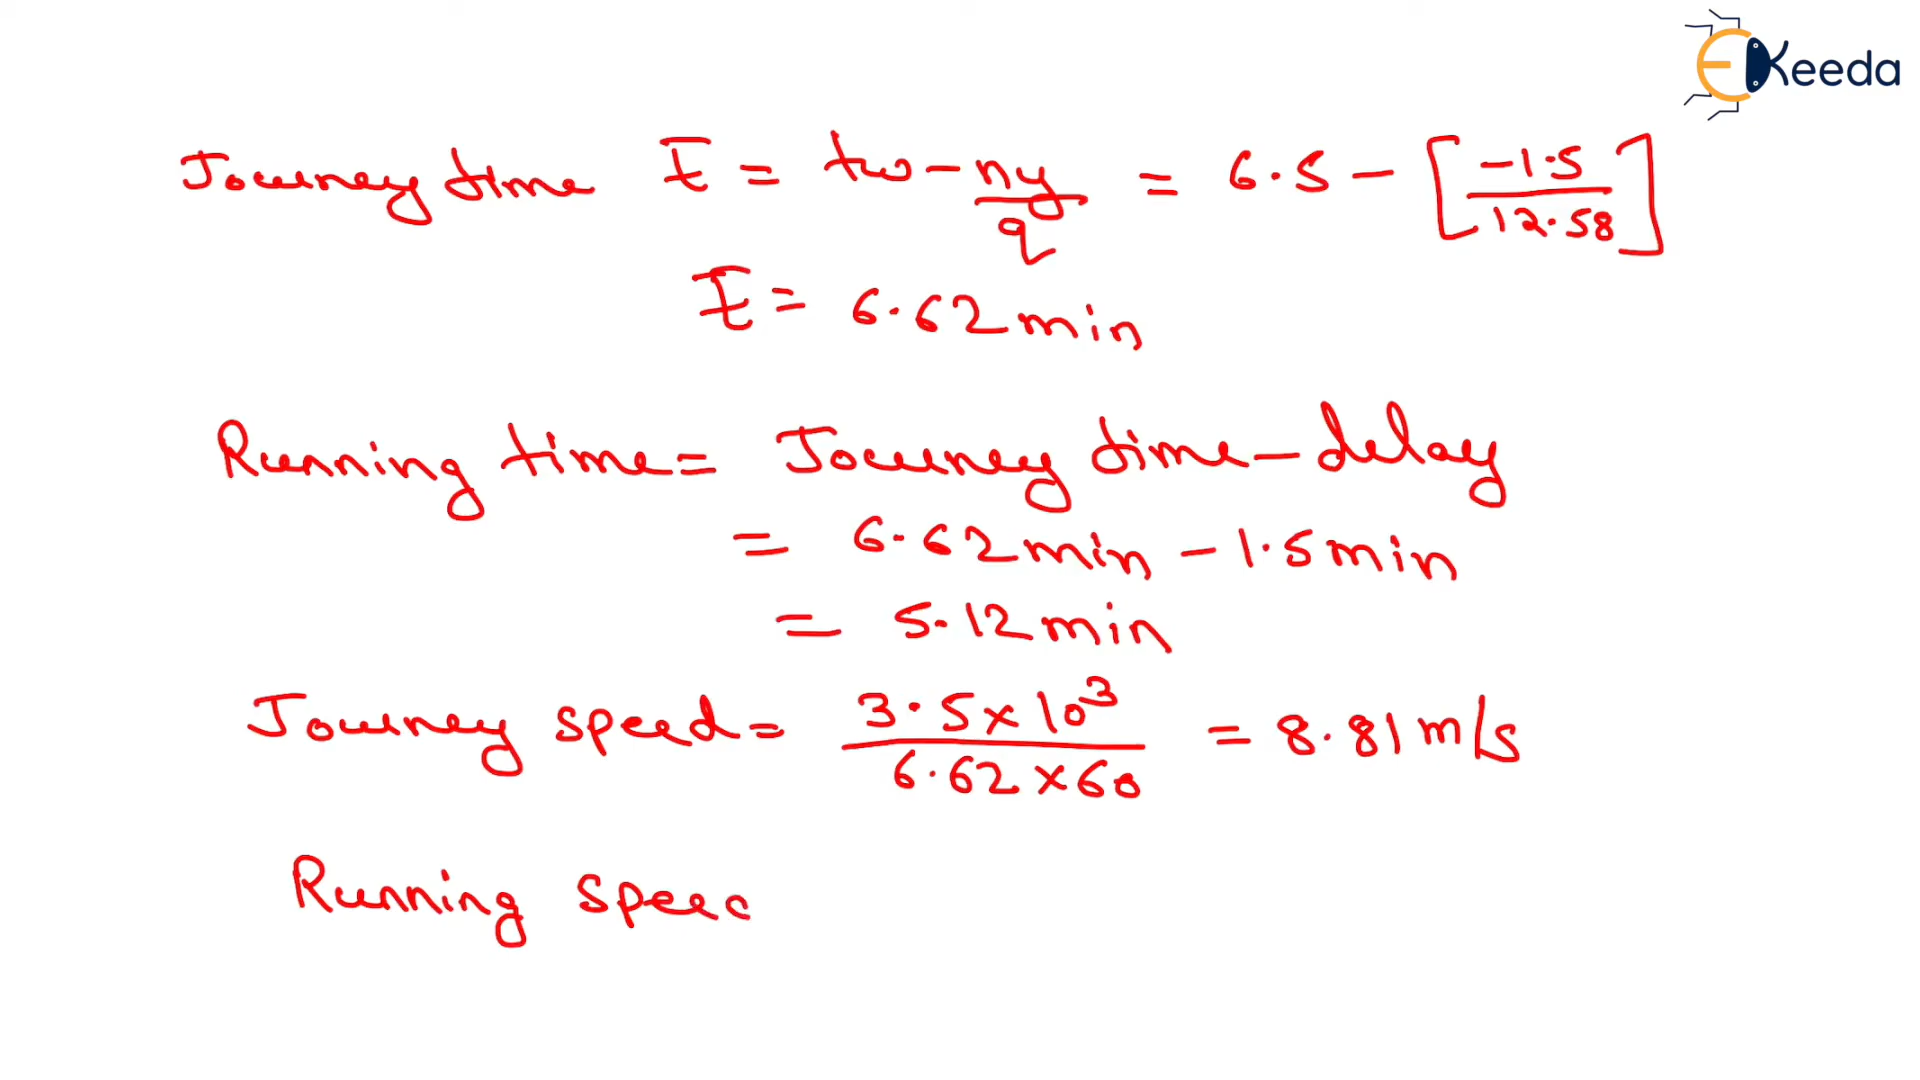 EKeeda
Journey time t̄ = tw - ny/q = 6.5 - [-1.5/12.58]
t̄ = 6.62 min
Running time = Journey time - delay
= 6.62 min - 1.5 min
= 5.12 min
Journey speed = 3.5 × 10³/6.62 × 60 = 8.81 m/s
Running speec